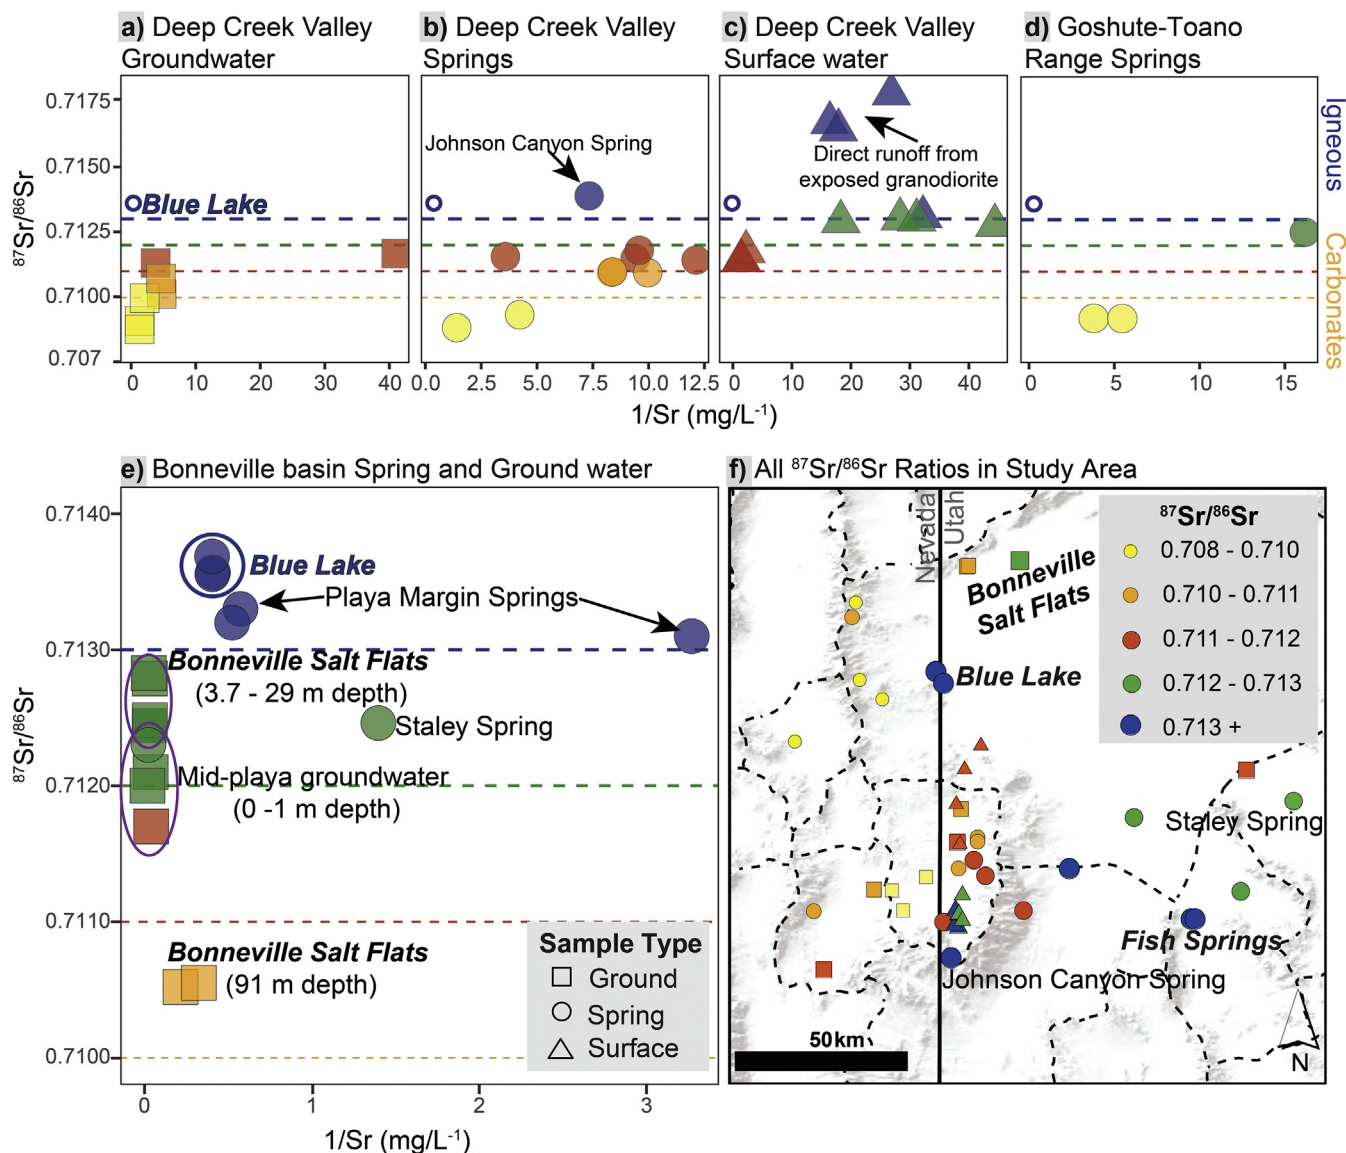 a) Deep Creek Valley
Groundwater
b) Deep Creek Valley
Springs
c) Deep Creek Valley
Surface water
d) Goshute-Toano
Range Springs
0.7175
0.7150
0.7125
0.7100
0.707
87Sr/86Sr
Blue Lake
Johnson Canyon Spring
Direct runoff from
exposed granodiorite
Igneous
Carbonates
0 10 20 30 40
0.0 2.5 5.0 7.5 10.0 12.5
0 10 20 30 40
0 5 10 15
1/Sr (mg/L-1)
e) Bonneville basin Spring and Ground water
0.7140
0.7130
0.7120
0.7110
0.7100
87Sr/86Sr
Blue Lake
Playa Margin Springs
Bonneville Salt Flats
(3.7 - 29 m depth)
Staley Spring
Mid-playa groundwater
(0 -1 m depth)
Bonneville Salt Flats
(91 m depth)
Sample Type
Ground
Spring
Surface
0 1 2 3
1/Sr (mg/L-1)
f) All 87Sr/86Sr Ratios in Study Area
Nevada
Utah
87Sr/86Sr
0.708 - 0.710
0.710 - 0.711
0.711 - 0.712
0.712 - 0.713
0.713 +
Bonneville
Salt Flats
Blue Lake
Staley Spring
Fish Springs
Johnson Canyon Spring
50km
N